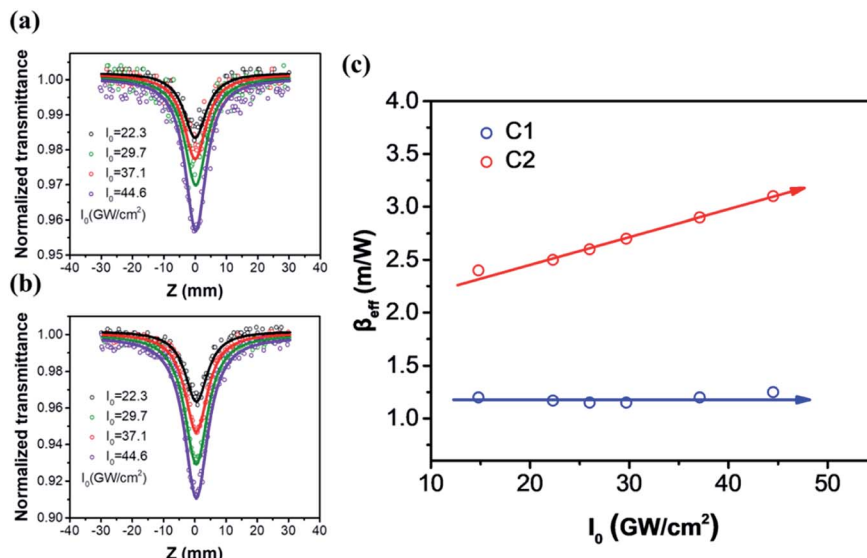 (a)
Normalized transmittance
1.00
0.99
0.98
0.97
0.96
0.95
I₀=22.3
I₀=29.7
I₀=37.1
I₀=44.6
I₀(GW/cm²)
-40 -30 -20 -10 0 10 20 30 40
Z (mm)
(b)
Normalized transmittance
1.00
0.98
0.96
0.94
0.92
0.90
I₀=22.3
I₀=29.7
I₀=37.1
I₀=44.6
I₀(GW/cm²)
-40 -30 -20 -10 0 10 20 30 40
Z (mm)
(c)
β_eff (m/W)
4.0
3.5
3.0
2.5
2.0
1.5
1.0
C1
C2
10 20 30 40 50
I₀ (GW/cm²)